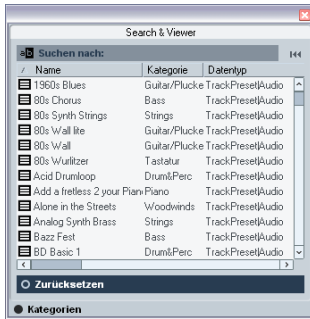 Search & Viewer
Suchen nach:
/ Name Kategorie Datentyp
1960s Blues Guitar/Plucke TrackPreset|Audio
80s Chorus Bass TrackPreset|Audio
80s Synth Strings Strings TrackPreset|Audio
80s Wall lite Guitar/Plucke TrackPreset|Audio
80s Wall Guitar/Plucke TrackPreset|Audio
80s Wurlitzer Tastatur TrackPreset|Audio
Acid Drumloop Drum&Perc TrackPreset|Audio
Add a fretless 2 your Pian Piano TrackPreset|Audio
Alone in the Streets Woodwinds TrackPreset|Audio
Analog Synth Brass Strings TrackPreset|Audio
Bazz Fest Bass TrackPreset|Audio
BD Basic 1 Drum&Perc TrackPreset|Audio
Zurücksetzen
Kategorien